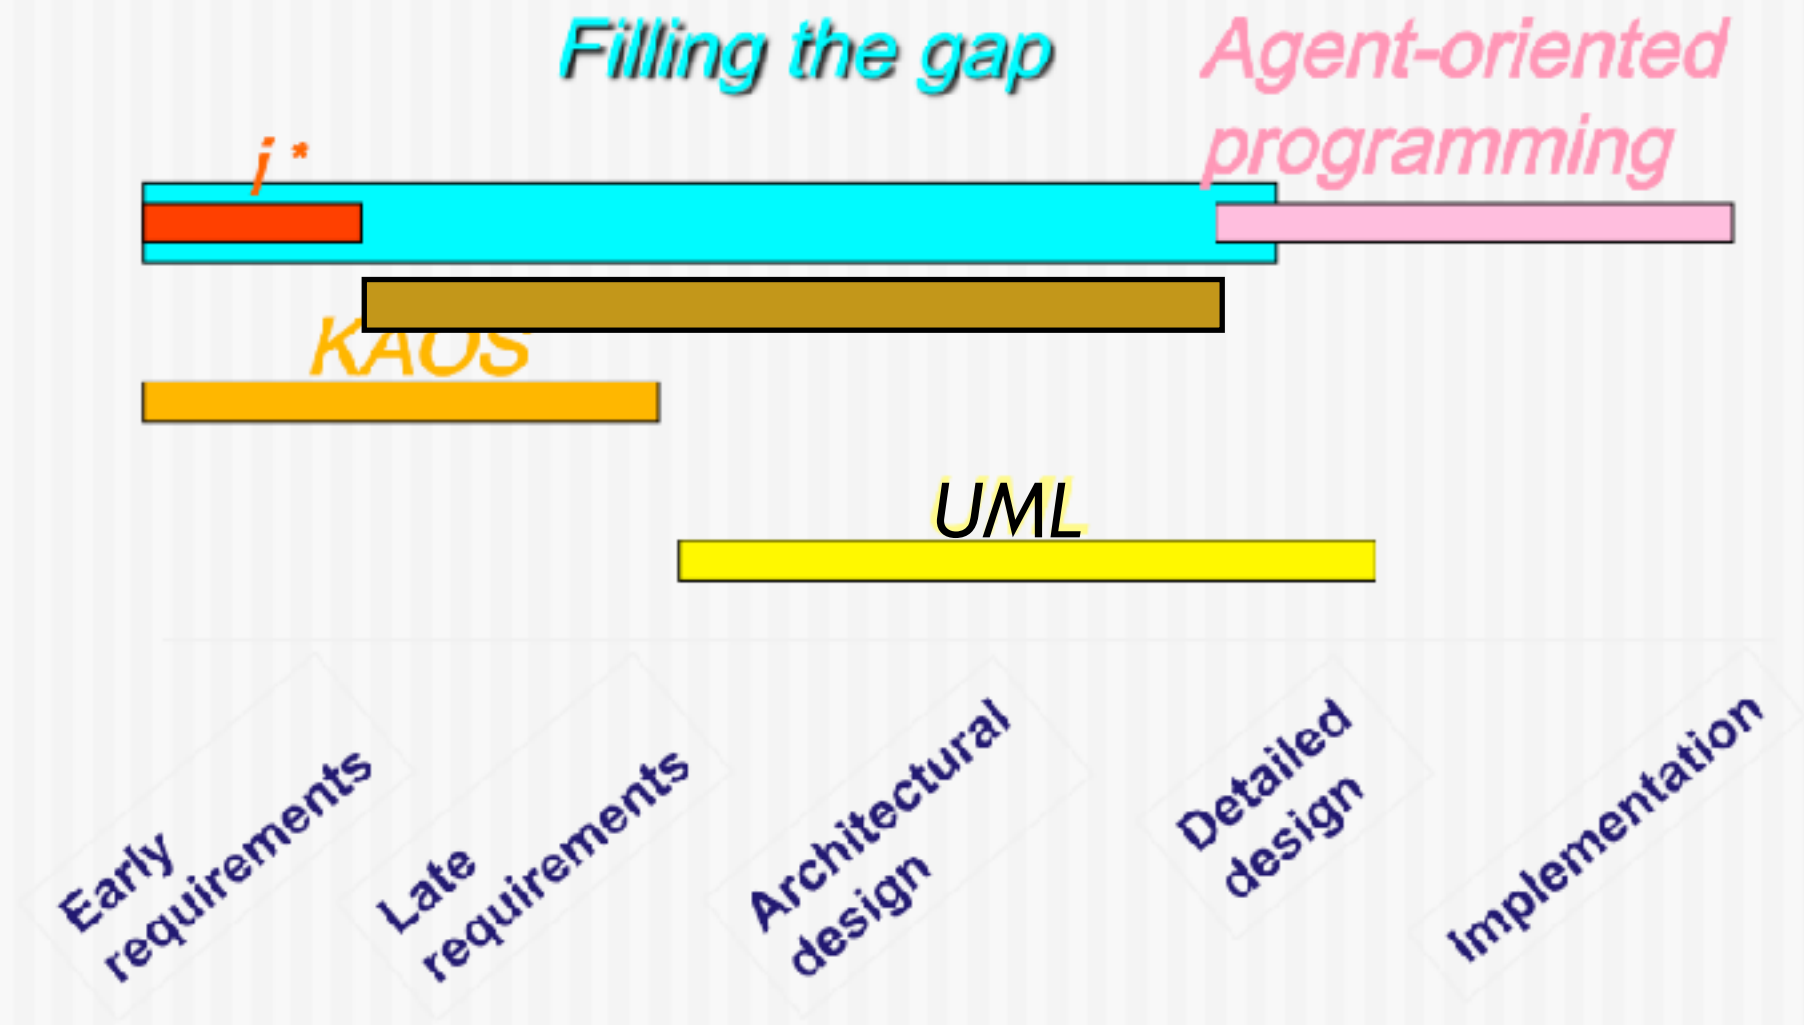 Filling the gap
Agent-oriented
programming
i *
KAOS
UML
Early
requirements
Late
requirements
Architectural
design
Detailed
design
Implementation